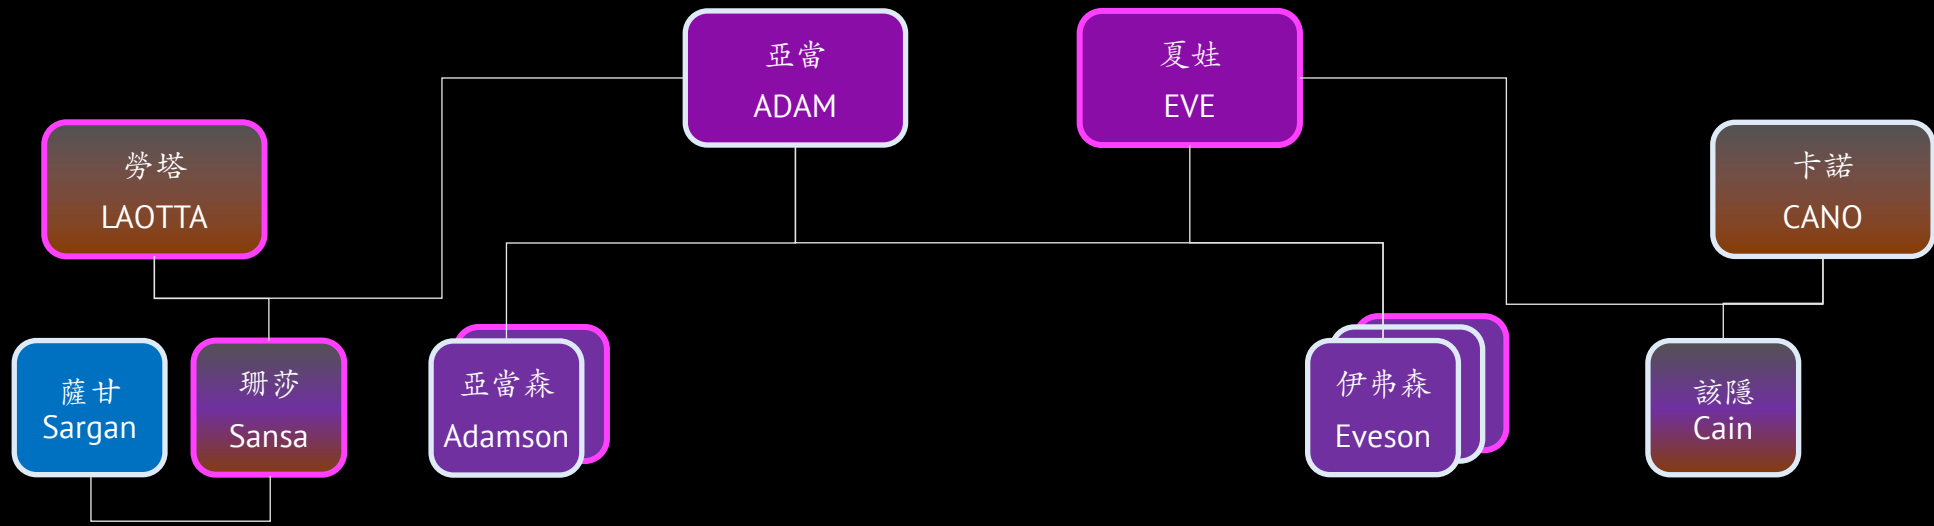 亞當
ADAM
夏娃
EVE
勞塔
LAOTTA
卡諾
CANO
薩甘
Sargan
珊莎
Sansa
亞當森
Adamson
伊弗森
Eveson
該隱
Cain